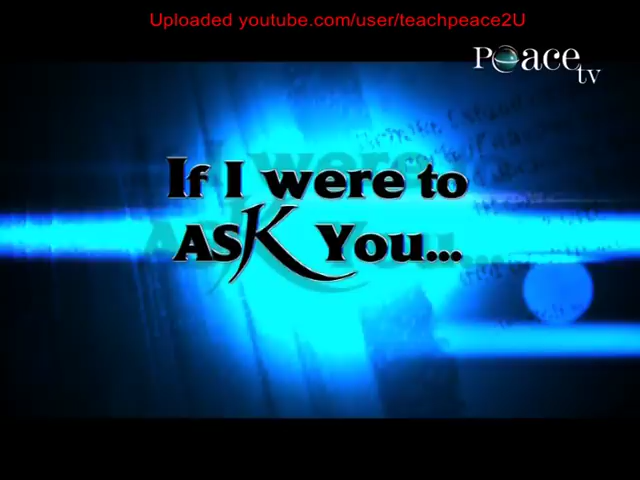 Uploaded youtube.com/user/teachpeace2U
Peace tv
If I were to
ASK You...